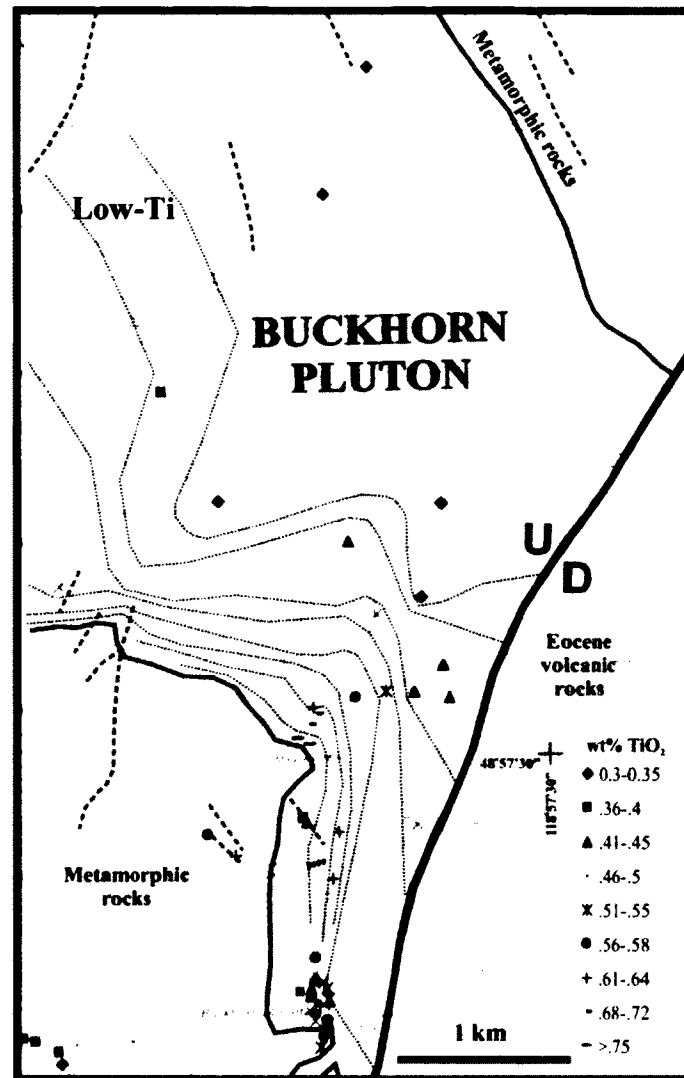 Metamorphic rocks
Low-Ti
BUCKHORN
PLUTON
U
D
Eocene
volcanic
rocks
48°57'30"
118°57'30"
wt% TiO₂
0.3-0.35
.36-.4
.41-.45
.46-.5
.51-.55
.56-.58
.61-.64
.68-.72
>.75
Metamorphic
rocks
1 km